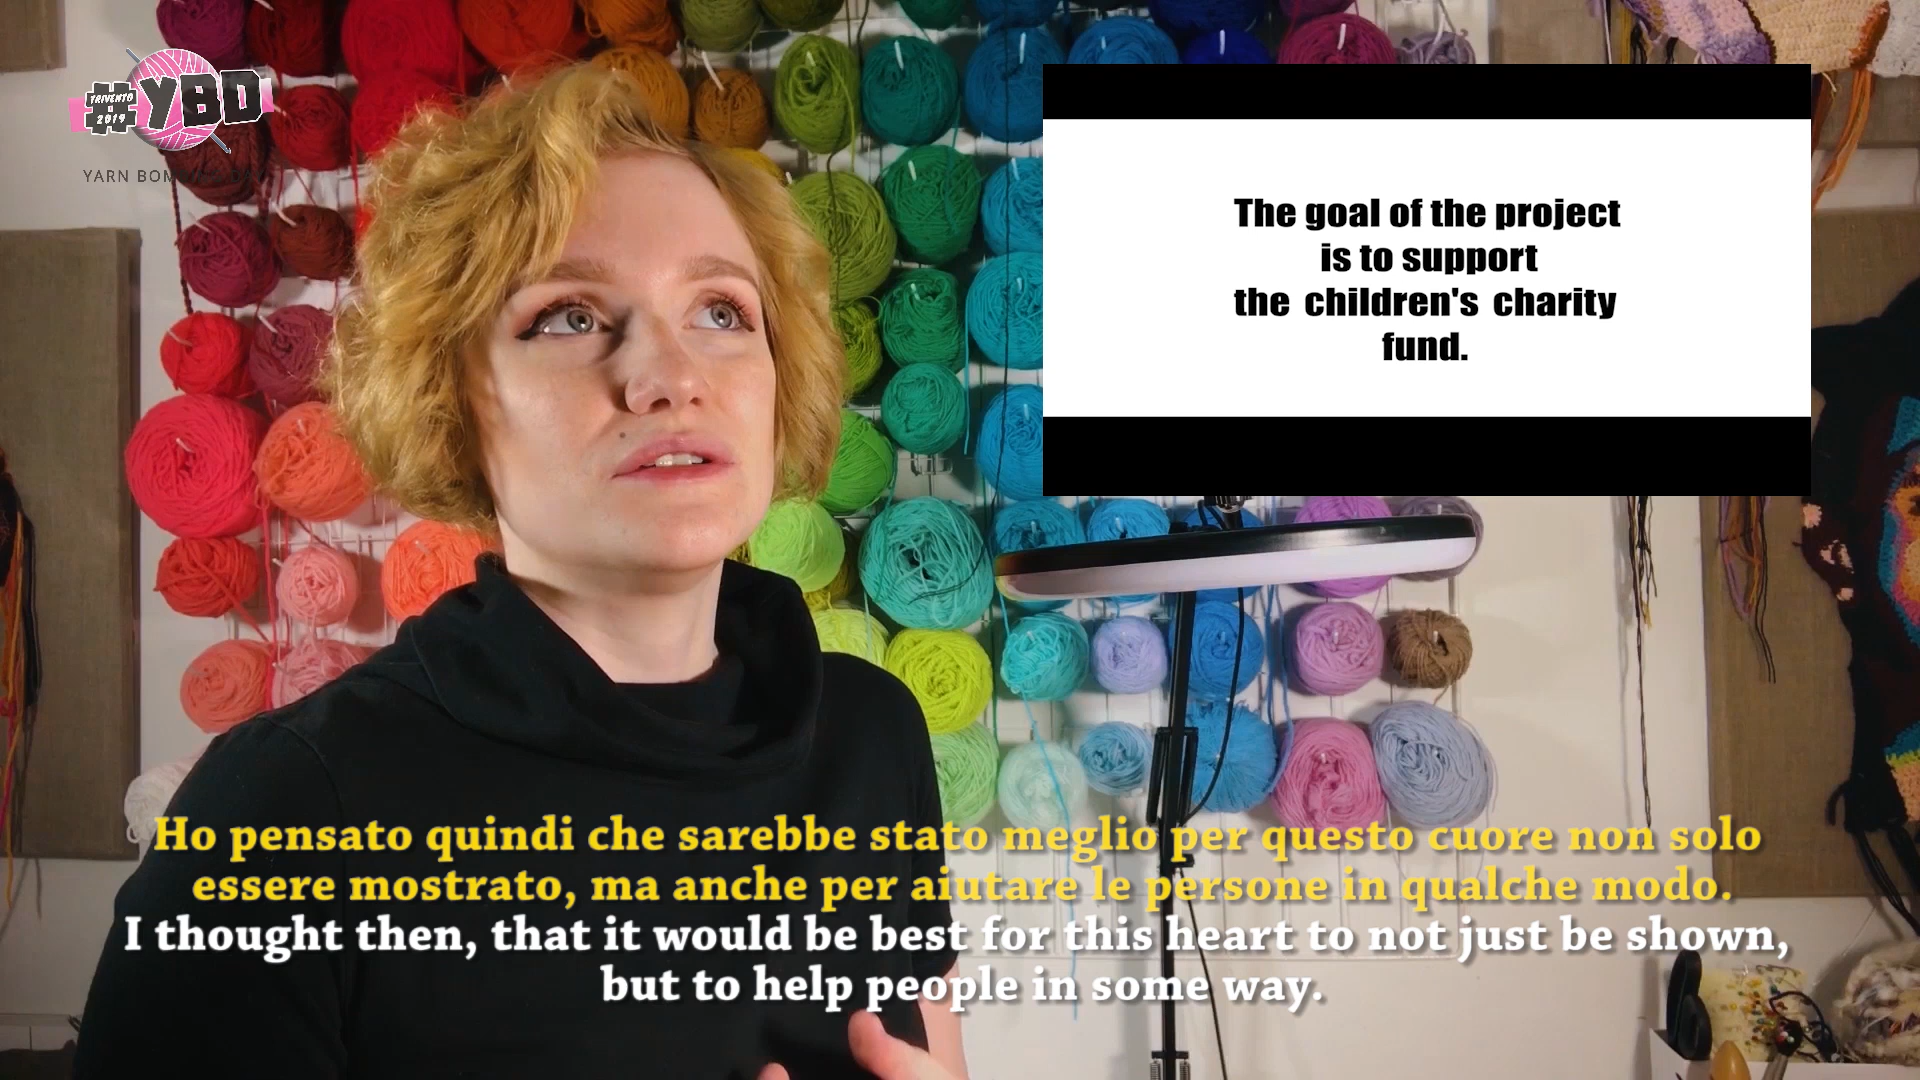 TRIVENTO
2019
#YBD
YARN BOMBING
The goal of the project
is to support
the children's charity
fund.
Ho pensato quindi che sarebbe stato meglio per questo cuore non solo
essere mostrato, ma anche per aiutare le persone in qualche modo.
I thought then, that it would be best for this heart to not just be shown,
but to help people in some way.